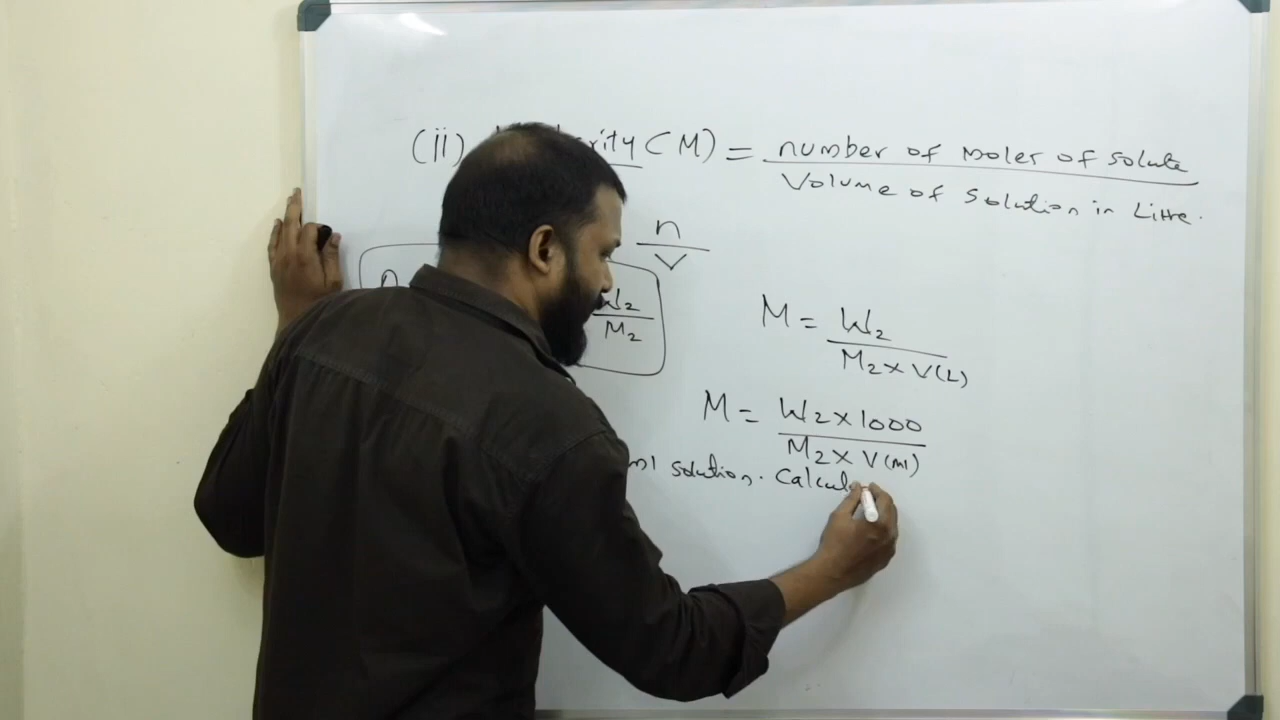 (ii) (M) = number of moles of solute
Volume of solution in Litre.
n
V
n W2
M2
M = W2
M2 x V(L)
M = W2 x 1000
M2 x V(ml)
ml solution. Calcul